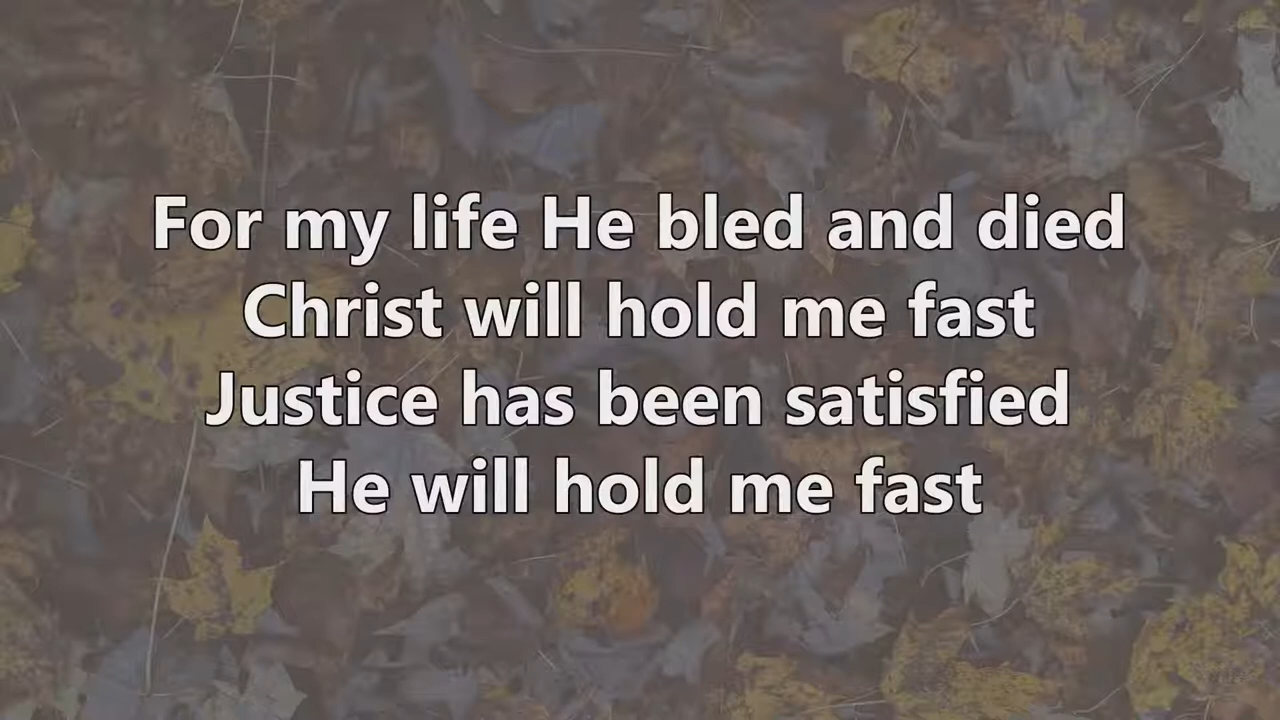 For my life He bled and died
Christ will hold me fast
Justice has been satisfied
He will hold me fast